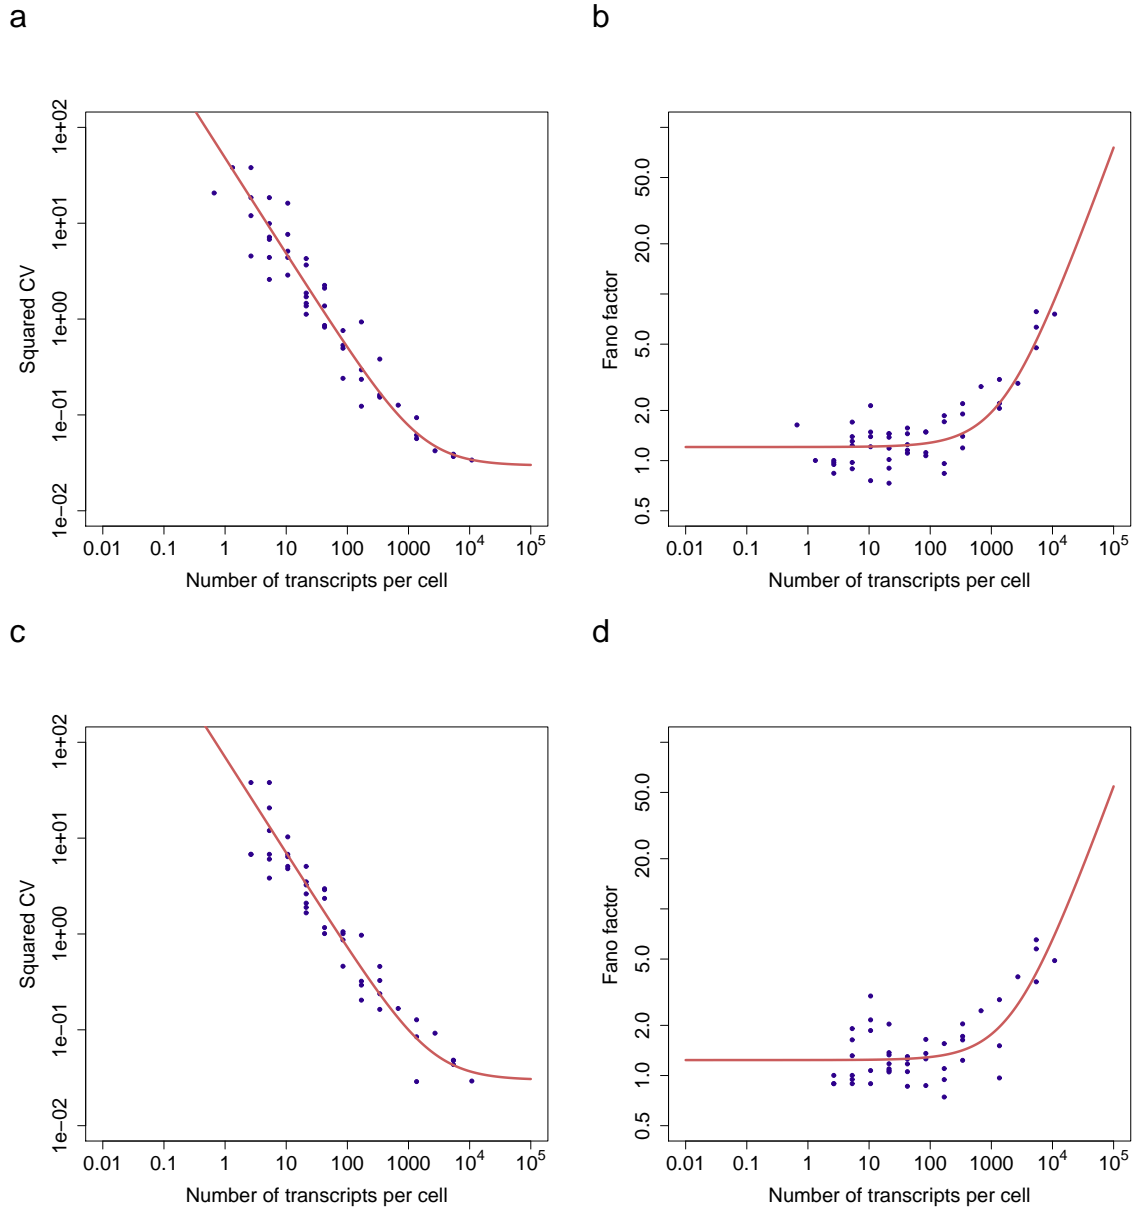 a
b
1e+02
1e+01
1e+00
1e−01
1e−02
Squared CV
0.01 0.1 1 10 100 1000 10^4 10^5
Number of transcripts per cell
50.0
20.0
5.0
2.0
1.0
0.5
Fano factor
0.01 0.1 1 10 100 1000 10^4 10^5
Number of transcripts per cell
c
d
1e+02
1e+01
1e+00
1e−01
1e−02
Squared CV
0.01 0.1 1 10 100 1000 10^4 10^5
Number of transcripts per cell
50.0
20.0
5.0
2.0
1.0
0.5
Fano factor
0.01 0.1 1 10 100 1000 10^4 10^5
Number of transcripts per cell